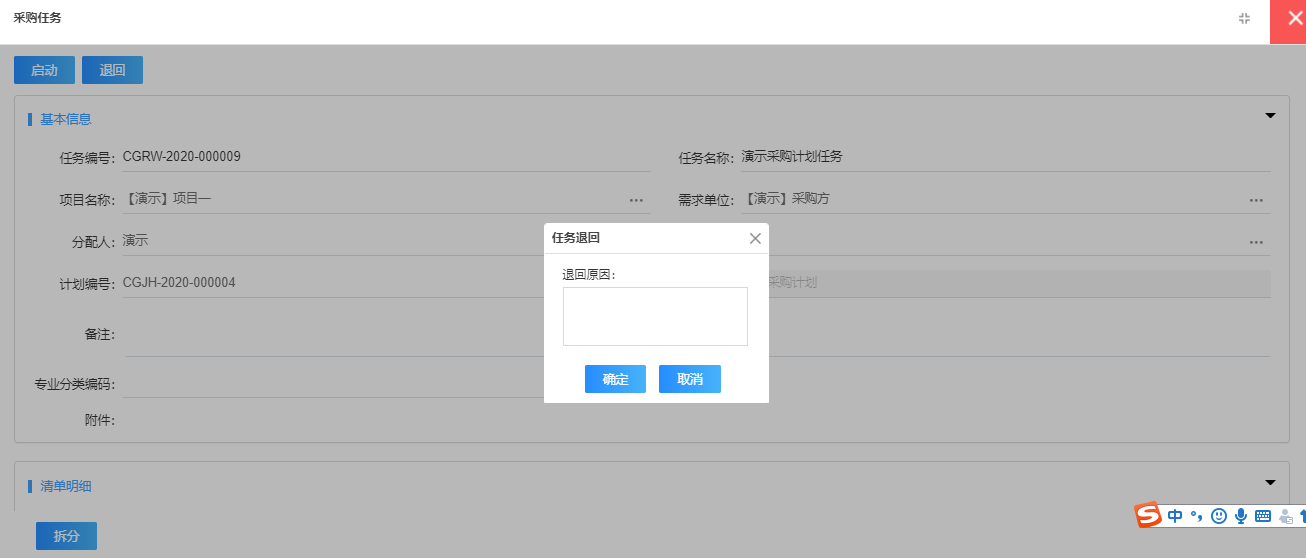 采购任务
启动 退回
基本信息
任务编号: CGRW-2020-000009 任务名称: 演示采购计划任务
项目名称: 【演示】项目一 ... 需求单位: 【演示】采购方 ...
任务退回
分配人: 演示 ...
退回原因:
计划编号: CGJH-2020-000004 采购计划
备注:
确定 取消
专业分类编码:
附件:
清单明细
S 中
拆分